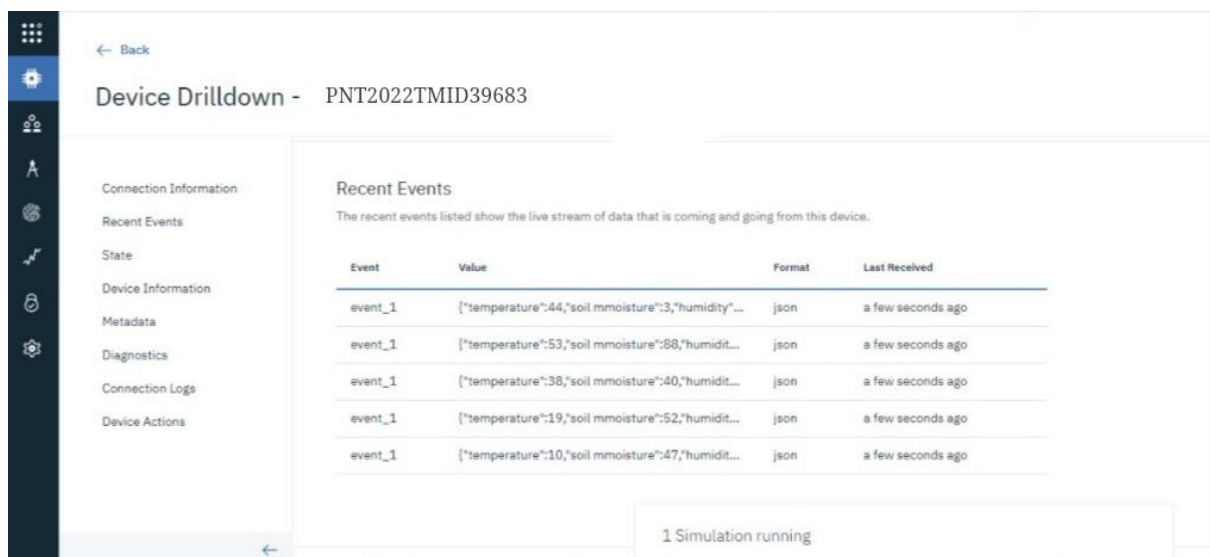 ← Back
Device Drilldown - PNT2022TMID39683
Connection Information
Recent Events
State
Device Information
Metadata
Diagnostics
Connection Logs
Device Actions
Recent Events
The recent events listed show the live stream of data that is coming and going from this device.
Event Value Format Last Received
event_1 {"temperature":44,"soil mmoisture":3,"humidity"... json a few seconds ago
event_1 {"temperature":53,"soil mmoisture":88,"humidit... json a few seconds ago
event_1 {"temperature":38,"soil mmoisture":40,"humidit... json a few seconds ago
event_1 {"temperature":19,"soil mmoisture":52,"humidit... json a few seconds ago
event_1 {"temperature":10,"soil mmoisture":47,"humidit... json a few seconds ago
1 Simulation running